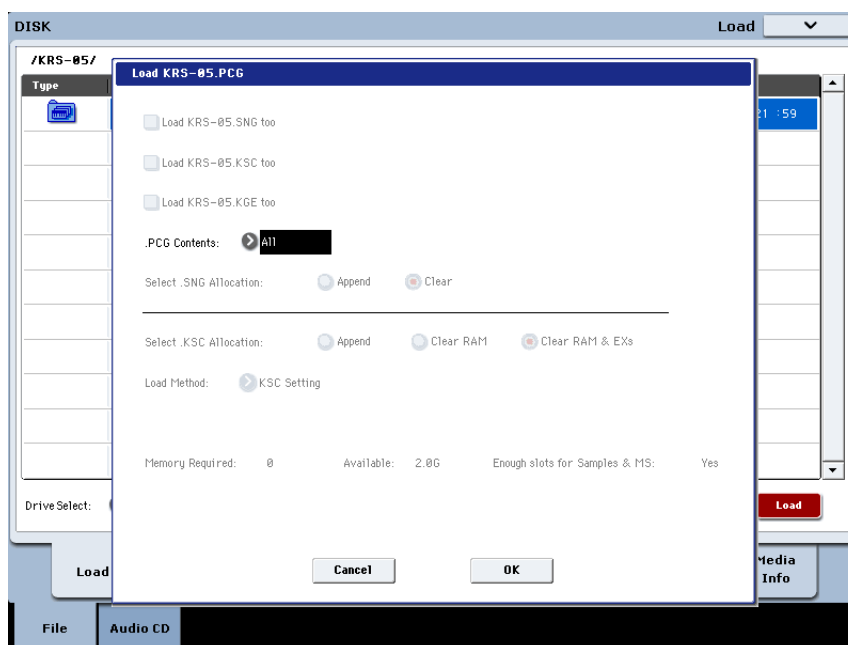 DISK
Load
/KRS-05/
Load KRS-05.PCG
Type
Load KRS-05.SNG too
21 :59
Load KRS-05.KSC too
Load KRS-05.KGE too
.PCG Contents: All
Select .SNG Allocation: Append Clear
Select .KSC Allocation: Append Clear RAM Clear RAM & EXs
Load Method: KSC Setting
Memory Required: 0 Available: 2.0G Enough slots for Samples & MS: Yes
Drive Select:
Load
Cancel OK
Load
Media
Info
File Audio CD